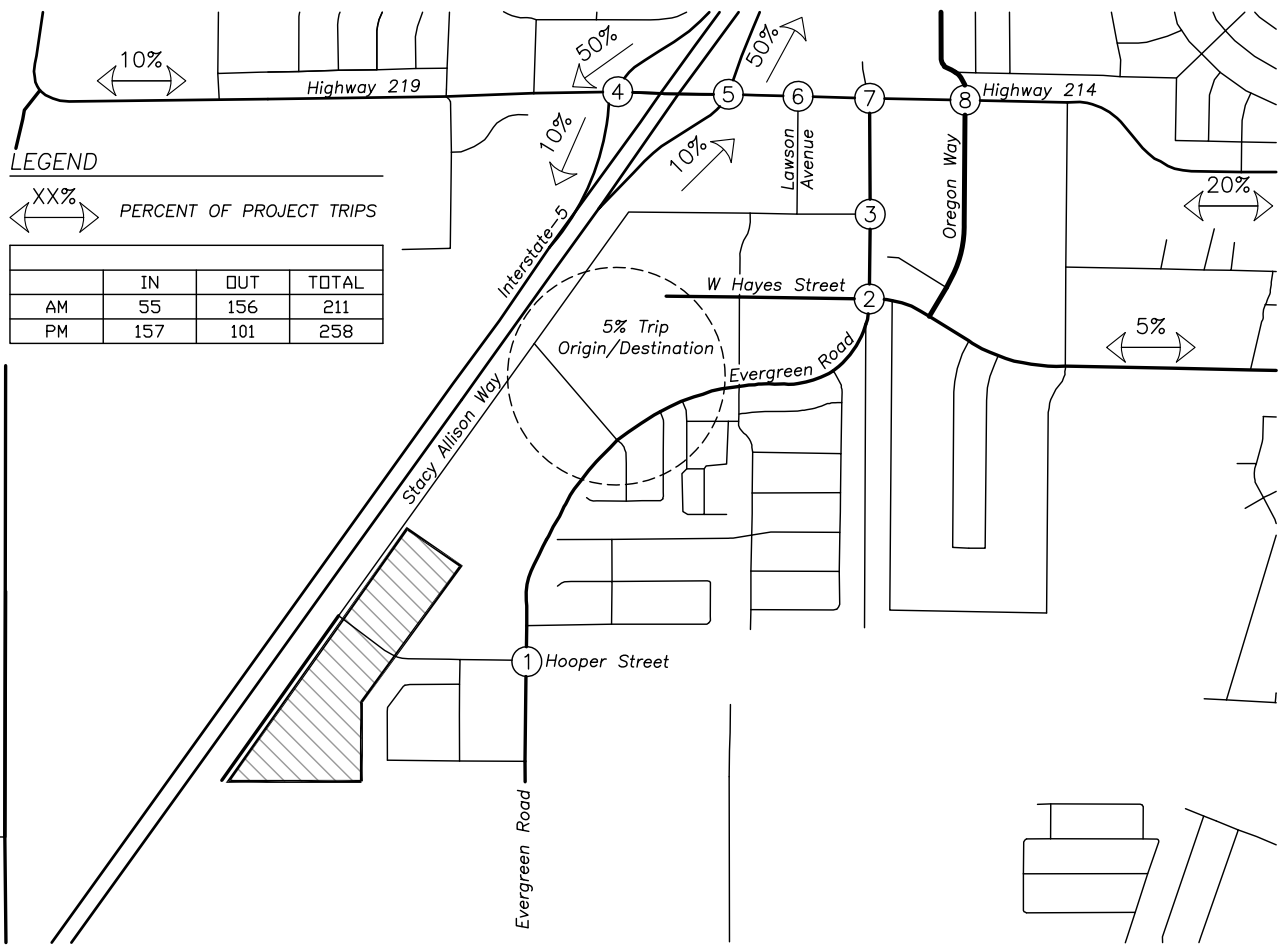 10%
50%
50%
Highway 219
4
5
6
7
8
Highway 214
10%
10%
Lawson
Avenue
Oregon Way
LEGEND
XX%
PERCENT OF PROJECT TRIPS
20%
IN OUT TOTAL
AM 55 156 211
PM 157 101 258
3
Interstate-5
W Hayes Street
2
5% Trip
Origin/Destination
5%
Evergreen Road
Stacy Allison Way
1
Hooper Street
Evergreen Road